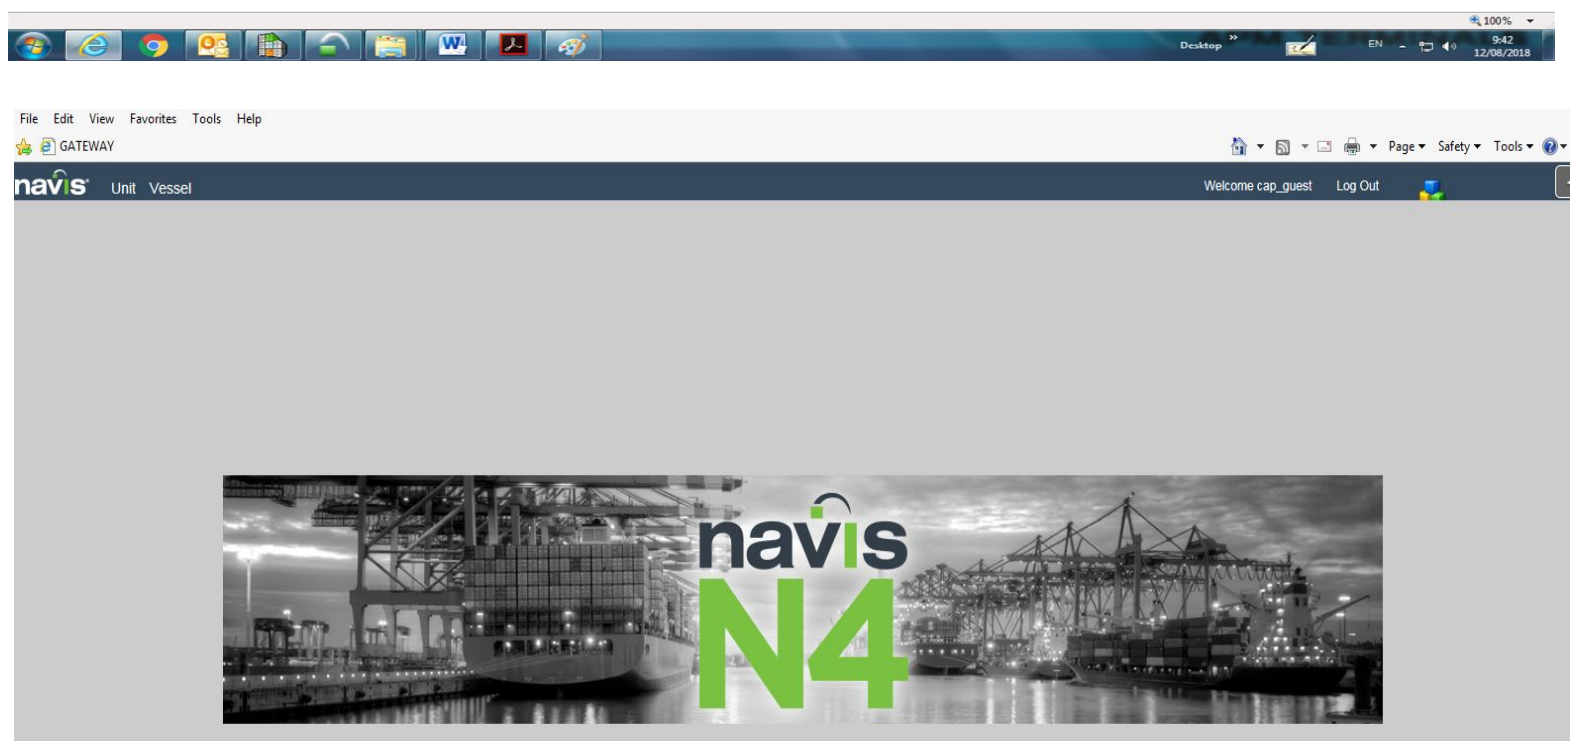 100%
Desktop » EN 9:42
12/08/2018
File Edit View Favorites Tools Help
GATEWAY Page Safety Tools
navis Unit Vessel Welcome cap_guest Log Out
navis
N4